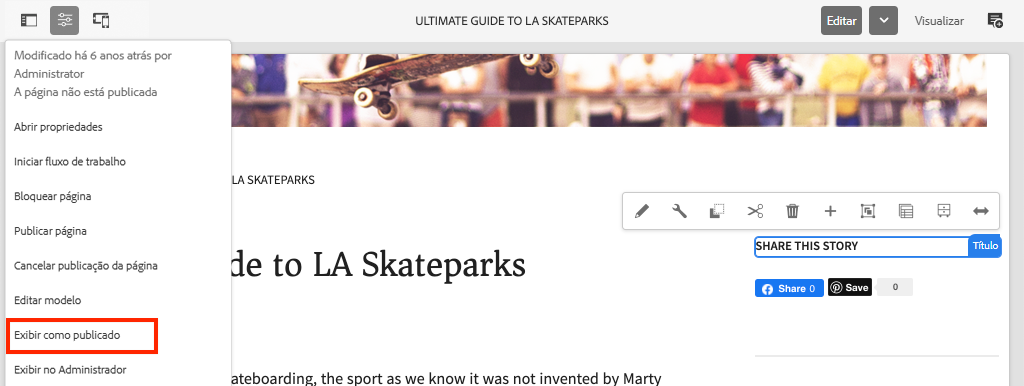 ULTIMATE GUIDE TO LA SKATEPARKS
Editar
Visualizar
Modificado há 6 anos atrás por
Administrator
A página não está publicada
Abrir propriedades
Iniciar fluxo de trabalho
Bloquear página
Publicar página
Cancelar publicação da página
Editar modelo
Exibir como publicado
Exibir no Administrador
LA SKATEPARKS
de to LA Skateparks
SHARE THIS STORY
Título
Share 0
Save
0
ateboarding, the sport as we know it was not invented by Marty